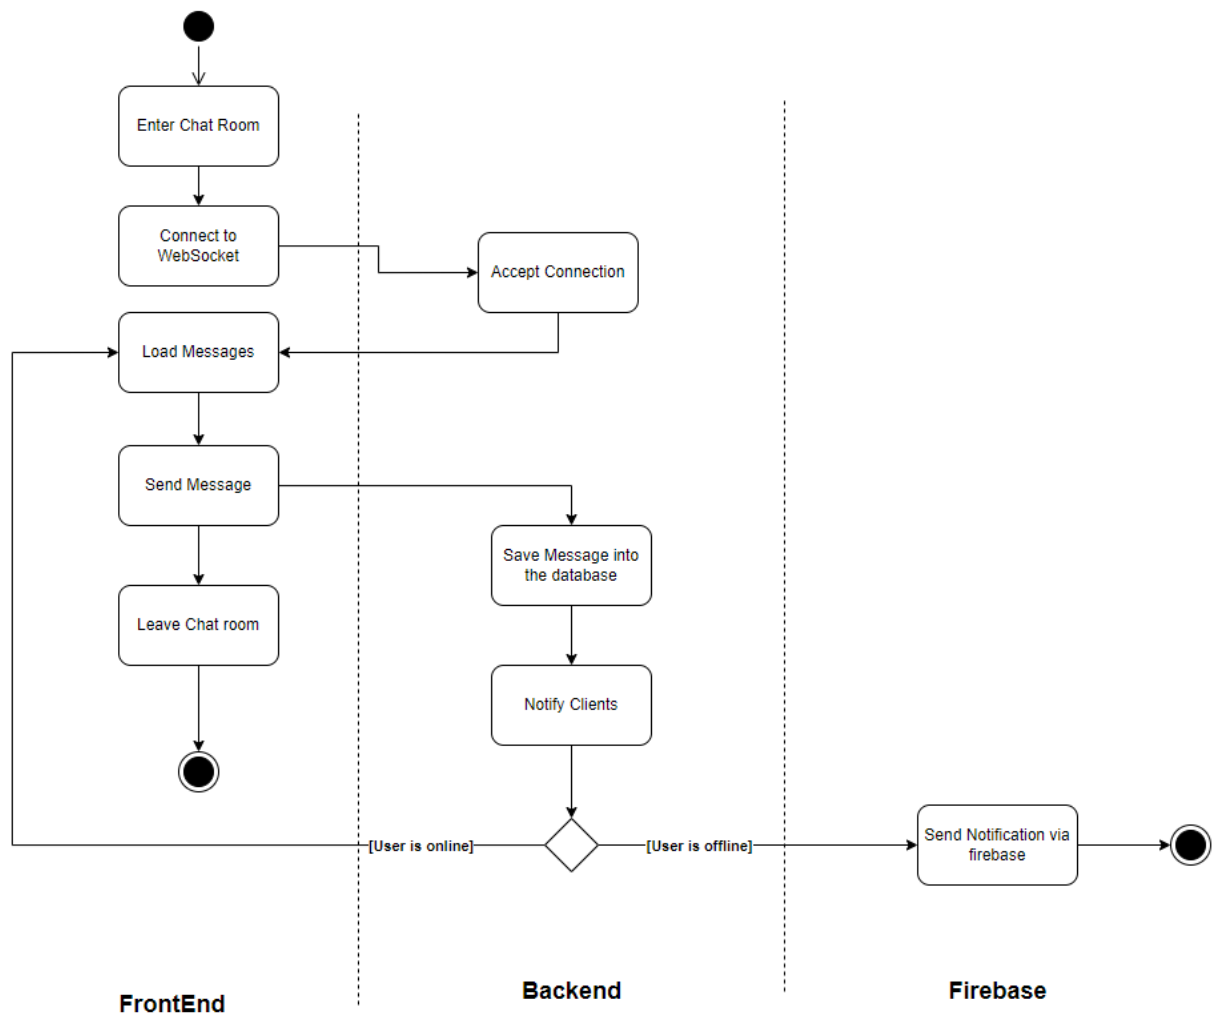 Enter Chat Room
Connect to
WebSocket
Accept Connection
Load Messages
Send Message
Save Message into
the database
Leave Chat room
Notify Clients
[User is online]
[User is offline]
Send Notification via
firebase
FrontEnd
Backend
Firebase